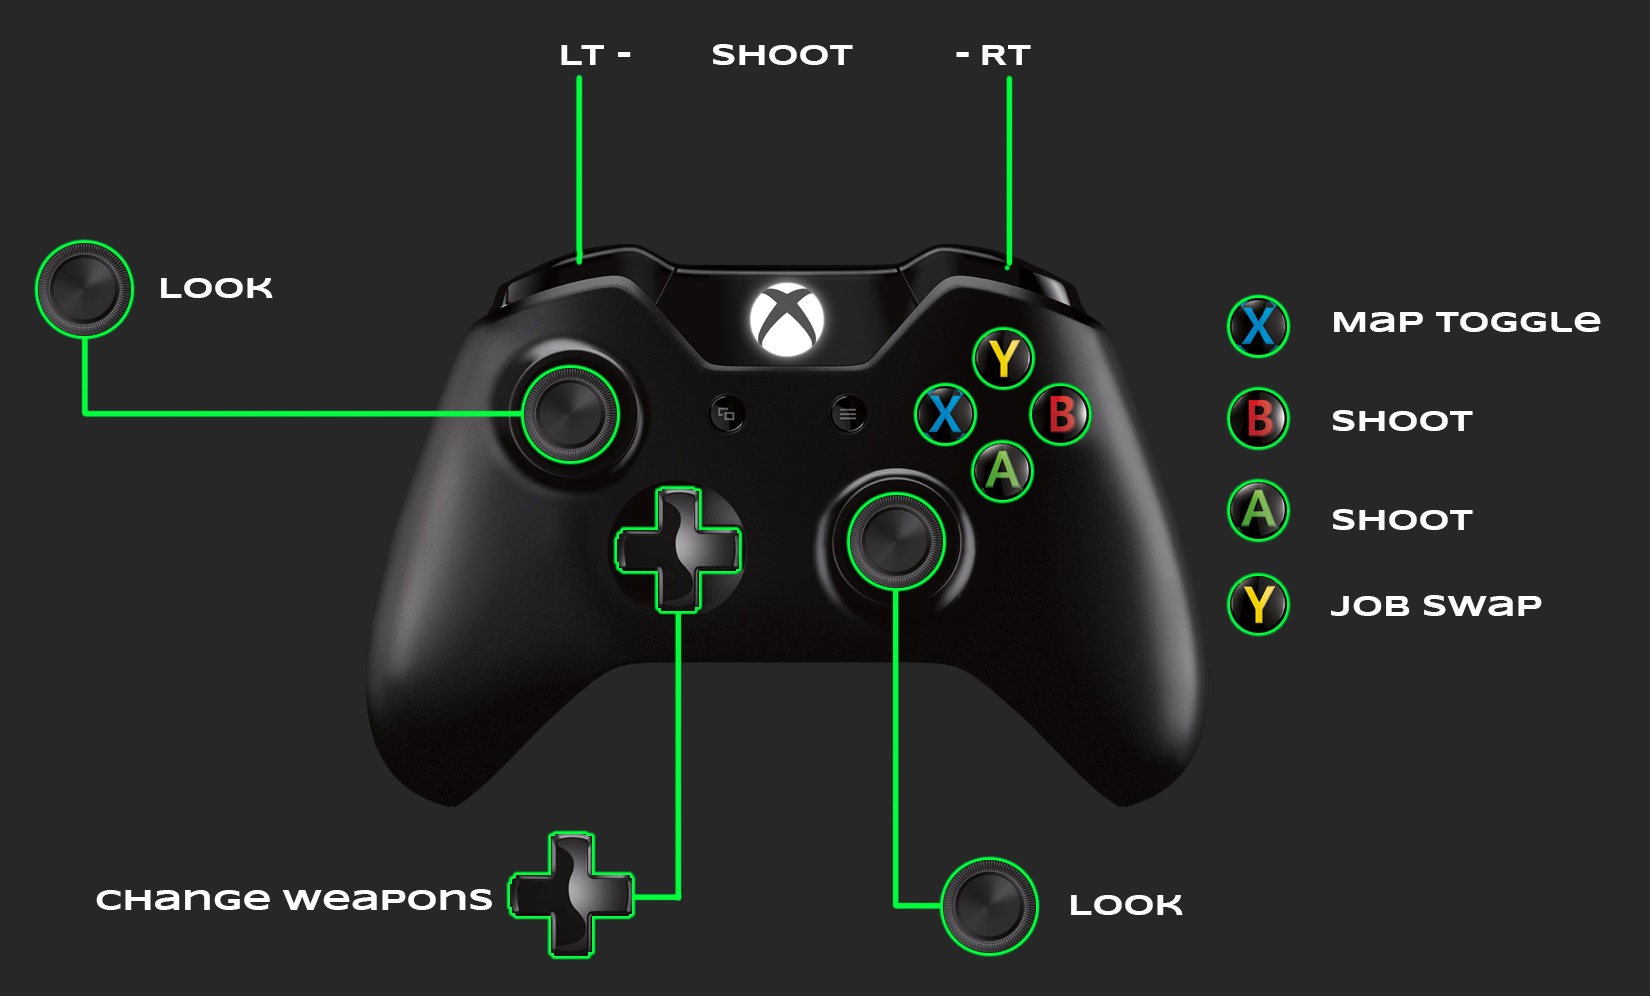 LT - SHOOT - RT
LOOK
X MaP TOGGLe
Y
X B
B SHOOT
A
A SHOOT
Y JOB SWaP
CHanGe WeaPOnS
LOOK